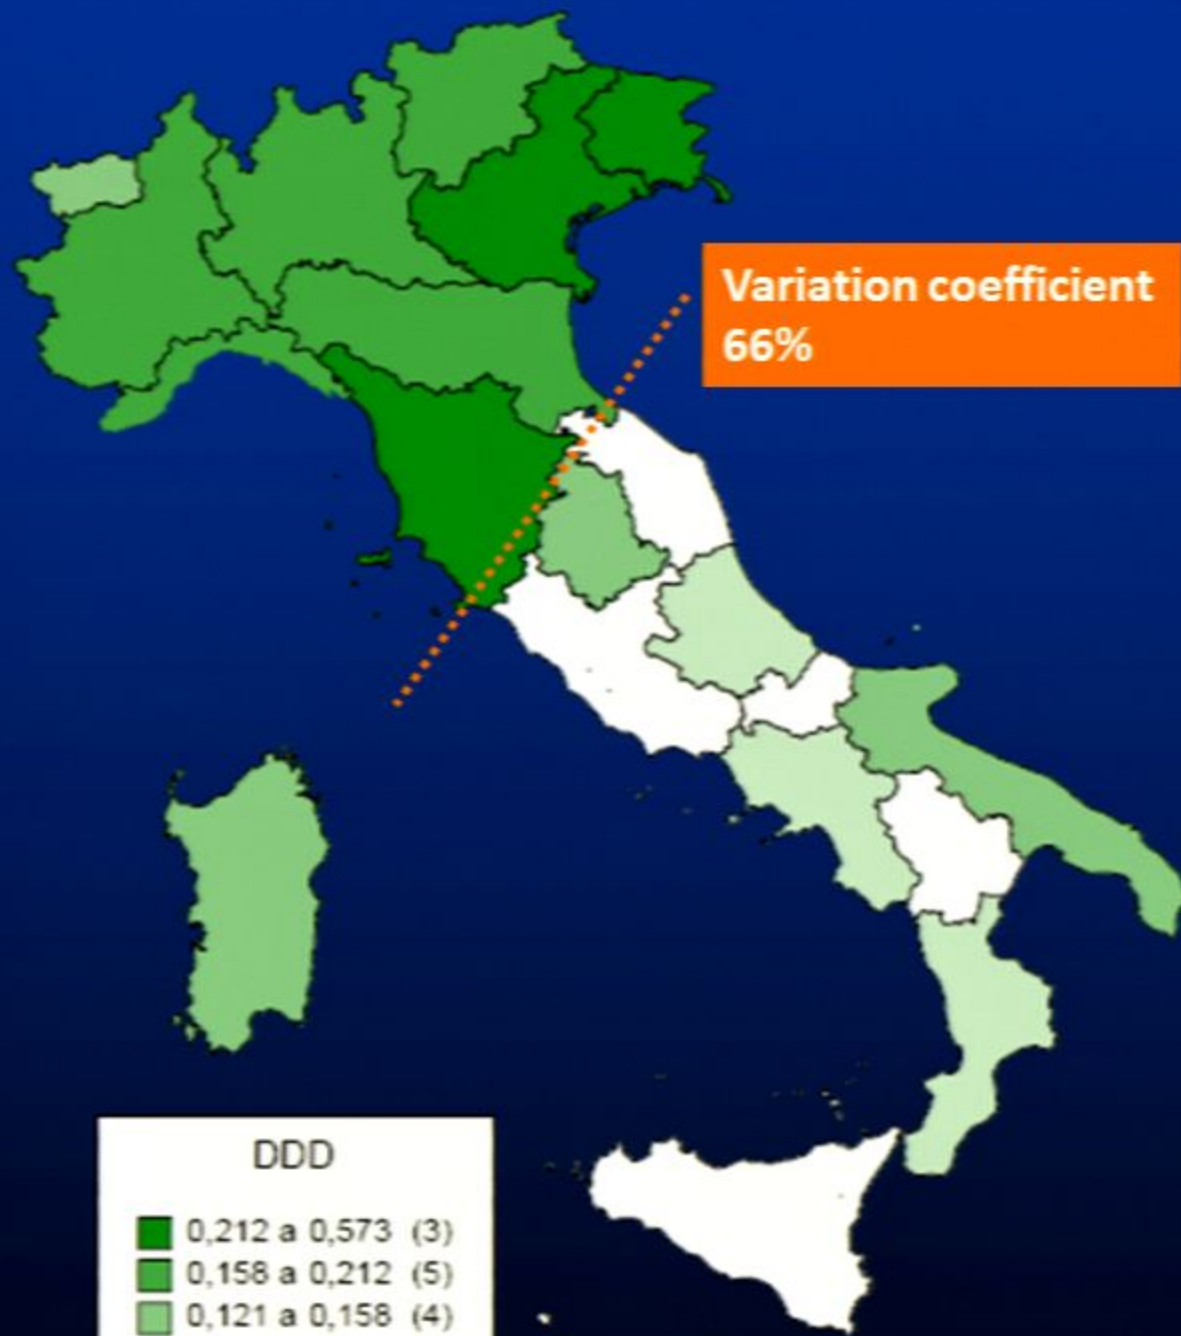 Variation coefficient
66%
DDD
0,212 a 0,573 (3)
0,158 a 0,212 (5)
0,121 a 0,158 (4)